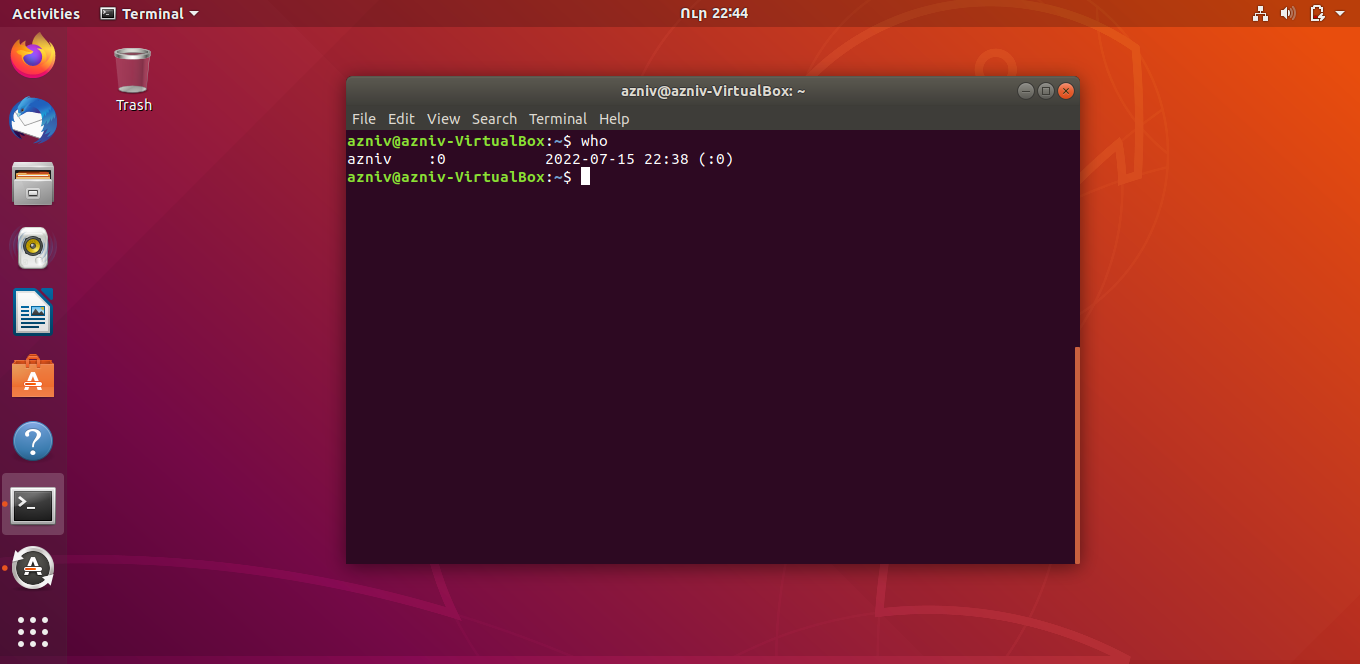 Activities Terminal Ուր 22:44
Trash
azniv@azniv-VirtualBox: ~
File Edit View Search Terminal Help
azniv@azniv-VirtualBox:~$ who
azniv    :0           2022-07-15 22:38 (:0)
azniv@azniv-VirtualBox:~$